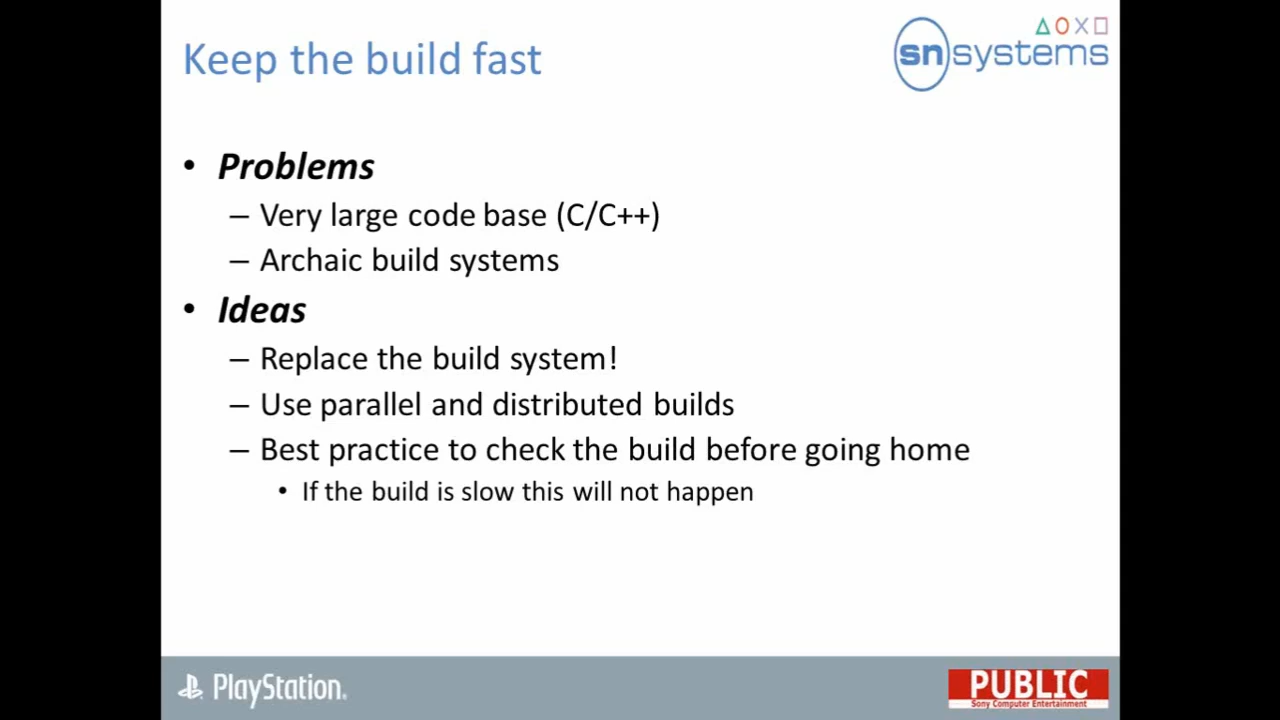 Keep the build fast
sn systems
• Problems
– Very large code base (C/C++)
– Archaic build systems
• Ideas
– Replace the build system!
– Use parallel and distributed builds
– Best practice to check the build before going home
• If the build is slow this will not happen
PlayStation.
PUBLIC
Sony Computer Entertainment